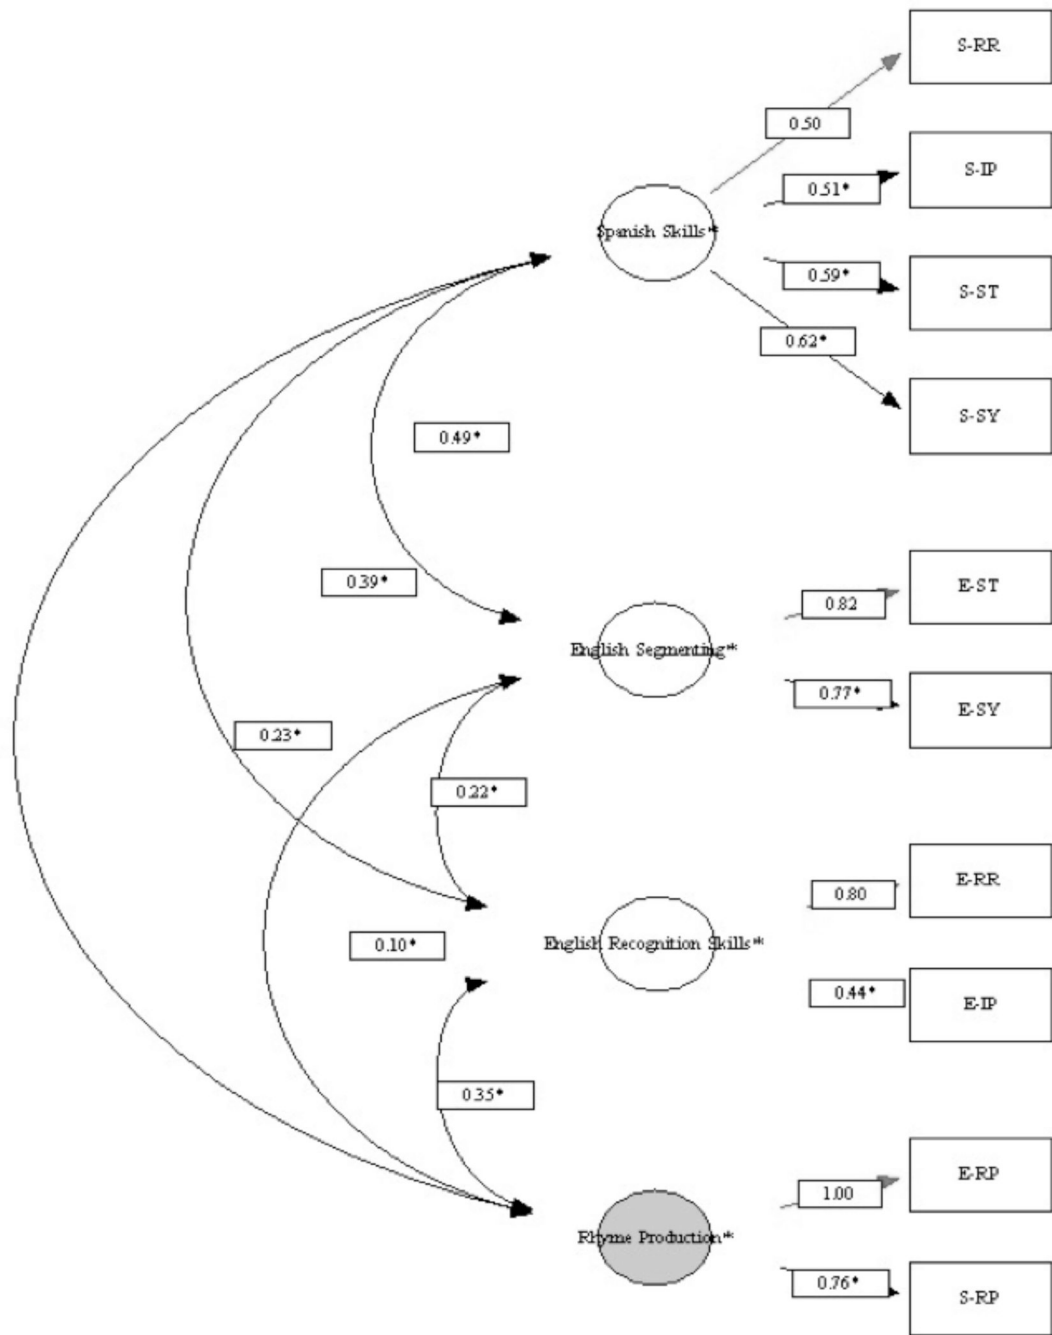 S-RR
0.50
S-IP
0.51*
Spanish Skills*
S-ST
0.59*
0.62*
S-SY
0.49*
0.39*
E-ST
0.82
English Segmenting*
0.77*
E-SY
0.23*
0.22*
E-RR
0.80
0.10*
English Recognition Skills*
0.44*
E-IP
0.35*
E-RP
1.00
Rhyme Production*
0.76*
S-RP